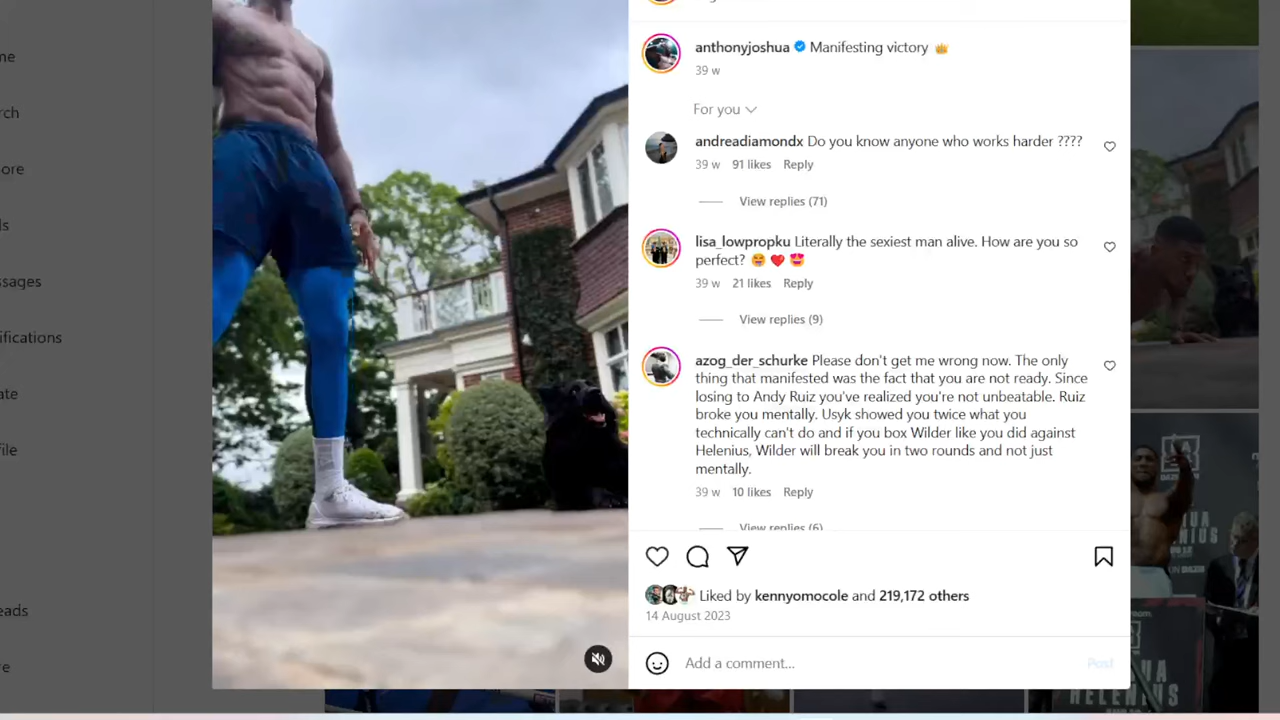 anthonyjoshua Manifesting victory 👑
39 w
For you
andreadiamondx Do you know anyone who works harder ????
39 w 91 likes Reply
View replies (71)
lisa_lowpropku Literally the sexiest man alive. How are you so
perfect? 😝 ❤️ 😍
39 w 21 likes Reply
View replies (9)
azog_der_schurke Please don't get me wrong now. The only
thing that manifested was the fact that you are not ready. Since
losing to Andy Ruiz you've realized you're not unbeatable. Ruiz
broke you mentally. Usyk showed you twice what you
technically can't do and if you box Wilder like you did against
Helenius, Wilder will break you in two rounds and not just
mentally.
39 w 10 likes Reply
View replies (6)
Liked by kennyomocole and 219,172 others
14 August 2023
Add a comment...
Post
me
rch
ore
ls
ssages
ifications
ate
file
eads
re
HELENIUS
HELENIUS